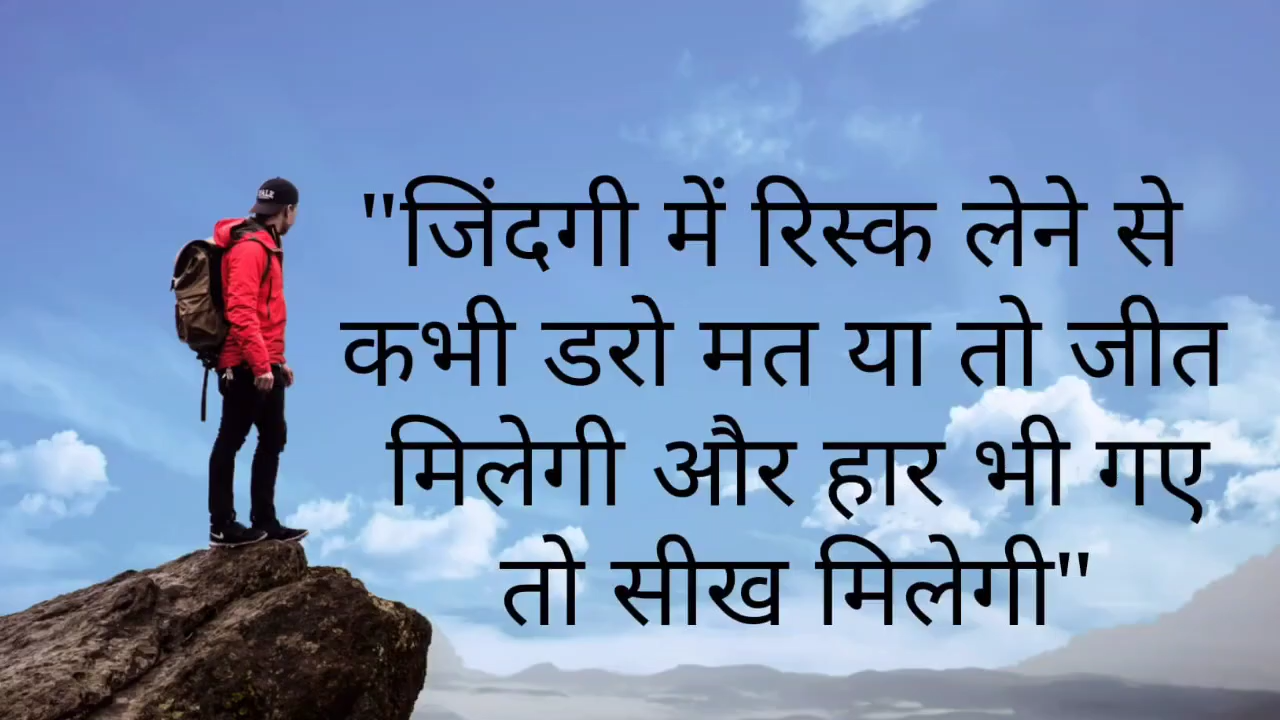 "जिंदगी में रिस्क लेने से
कभी डरो मत या तो जीत
मिलेगी और हार भी गए
तो सीख मिलेगी"